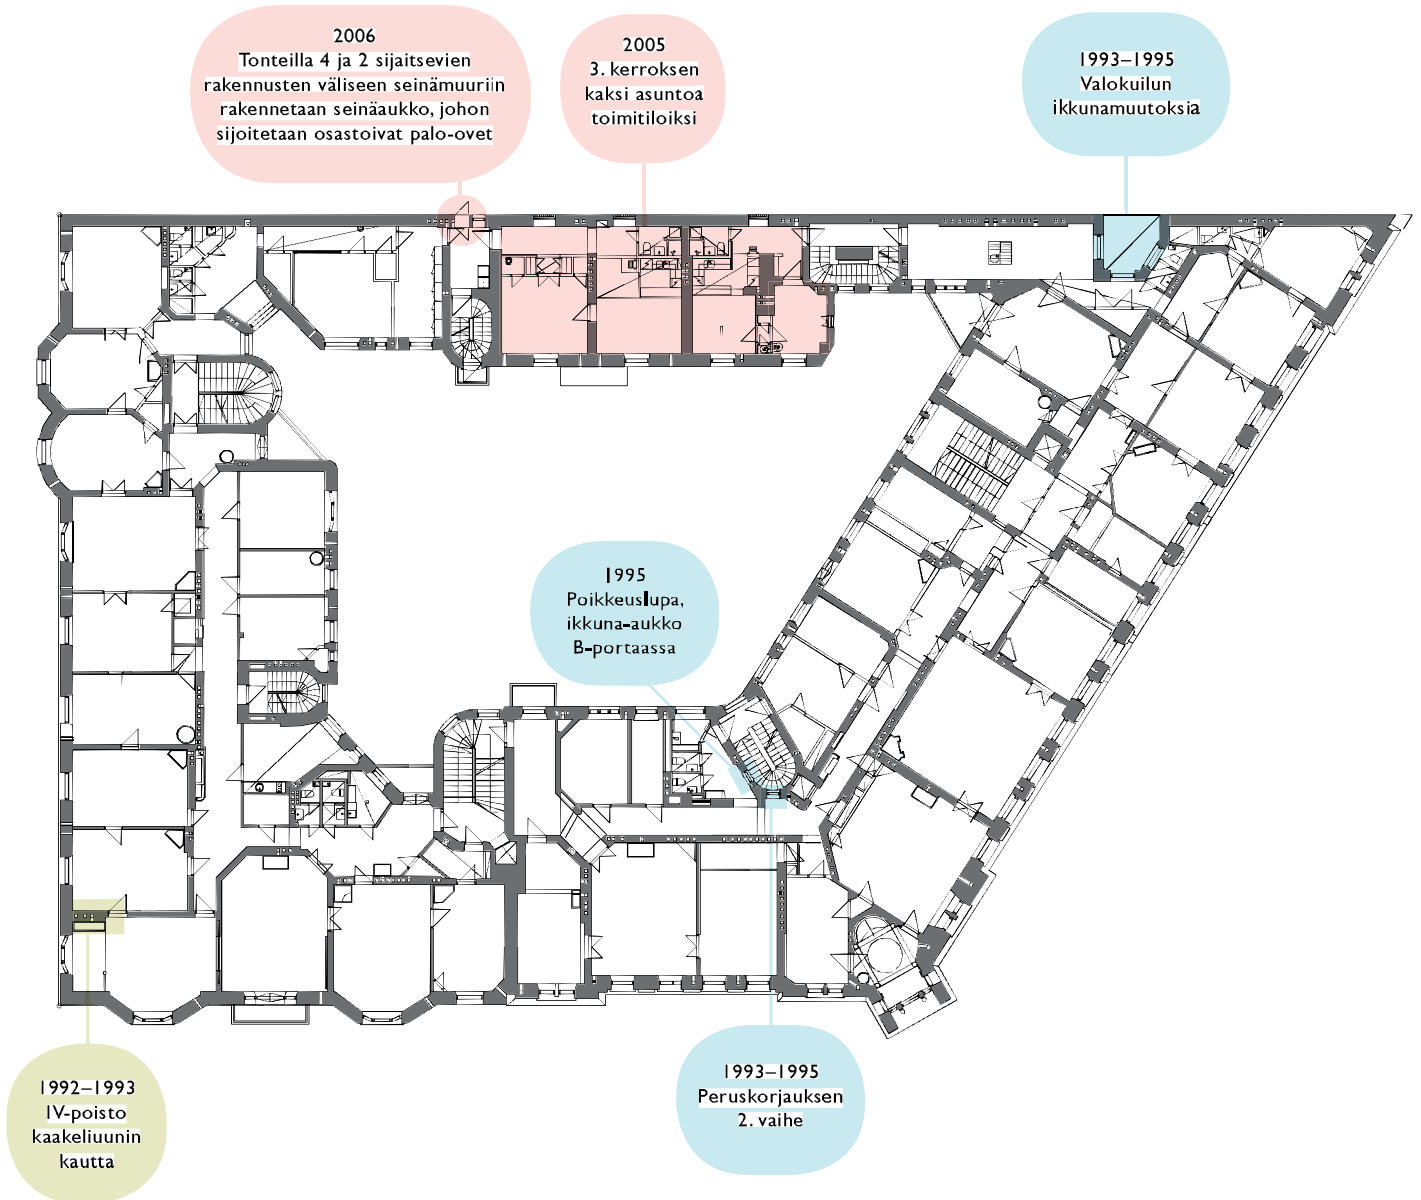 2006
Tonteilla 4 ja 2 sijaitsevien
rakennusten väliseen seinämuuriin
rakennetaan seinäaukko, johon
sijoitetaan osastoivat palo-ovet
2005
3. kerroksen
kaksi asuntoa
toimitiloiksi
1993–1995
Valokuilun
ikkunamuutoksia
1995
Poikkeuslupa,
ikkuna-aukko
B-portaassa
1992–1993
IV-poisto
kaakeliuunin
kautta
1993–1995
Peruskorjauksen
2. vaihe